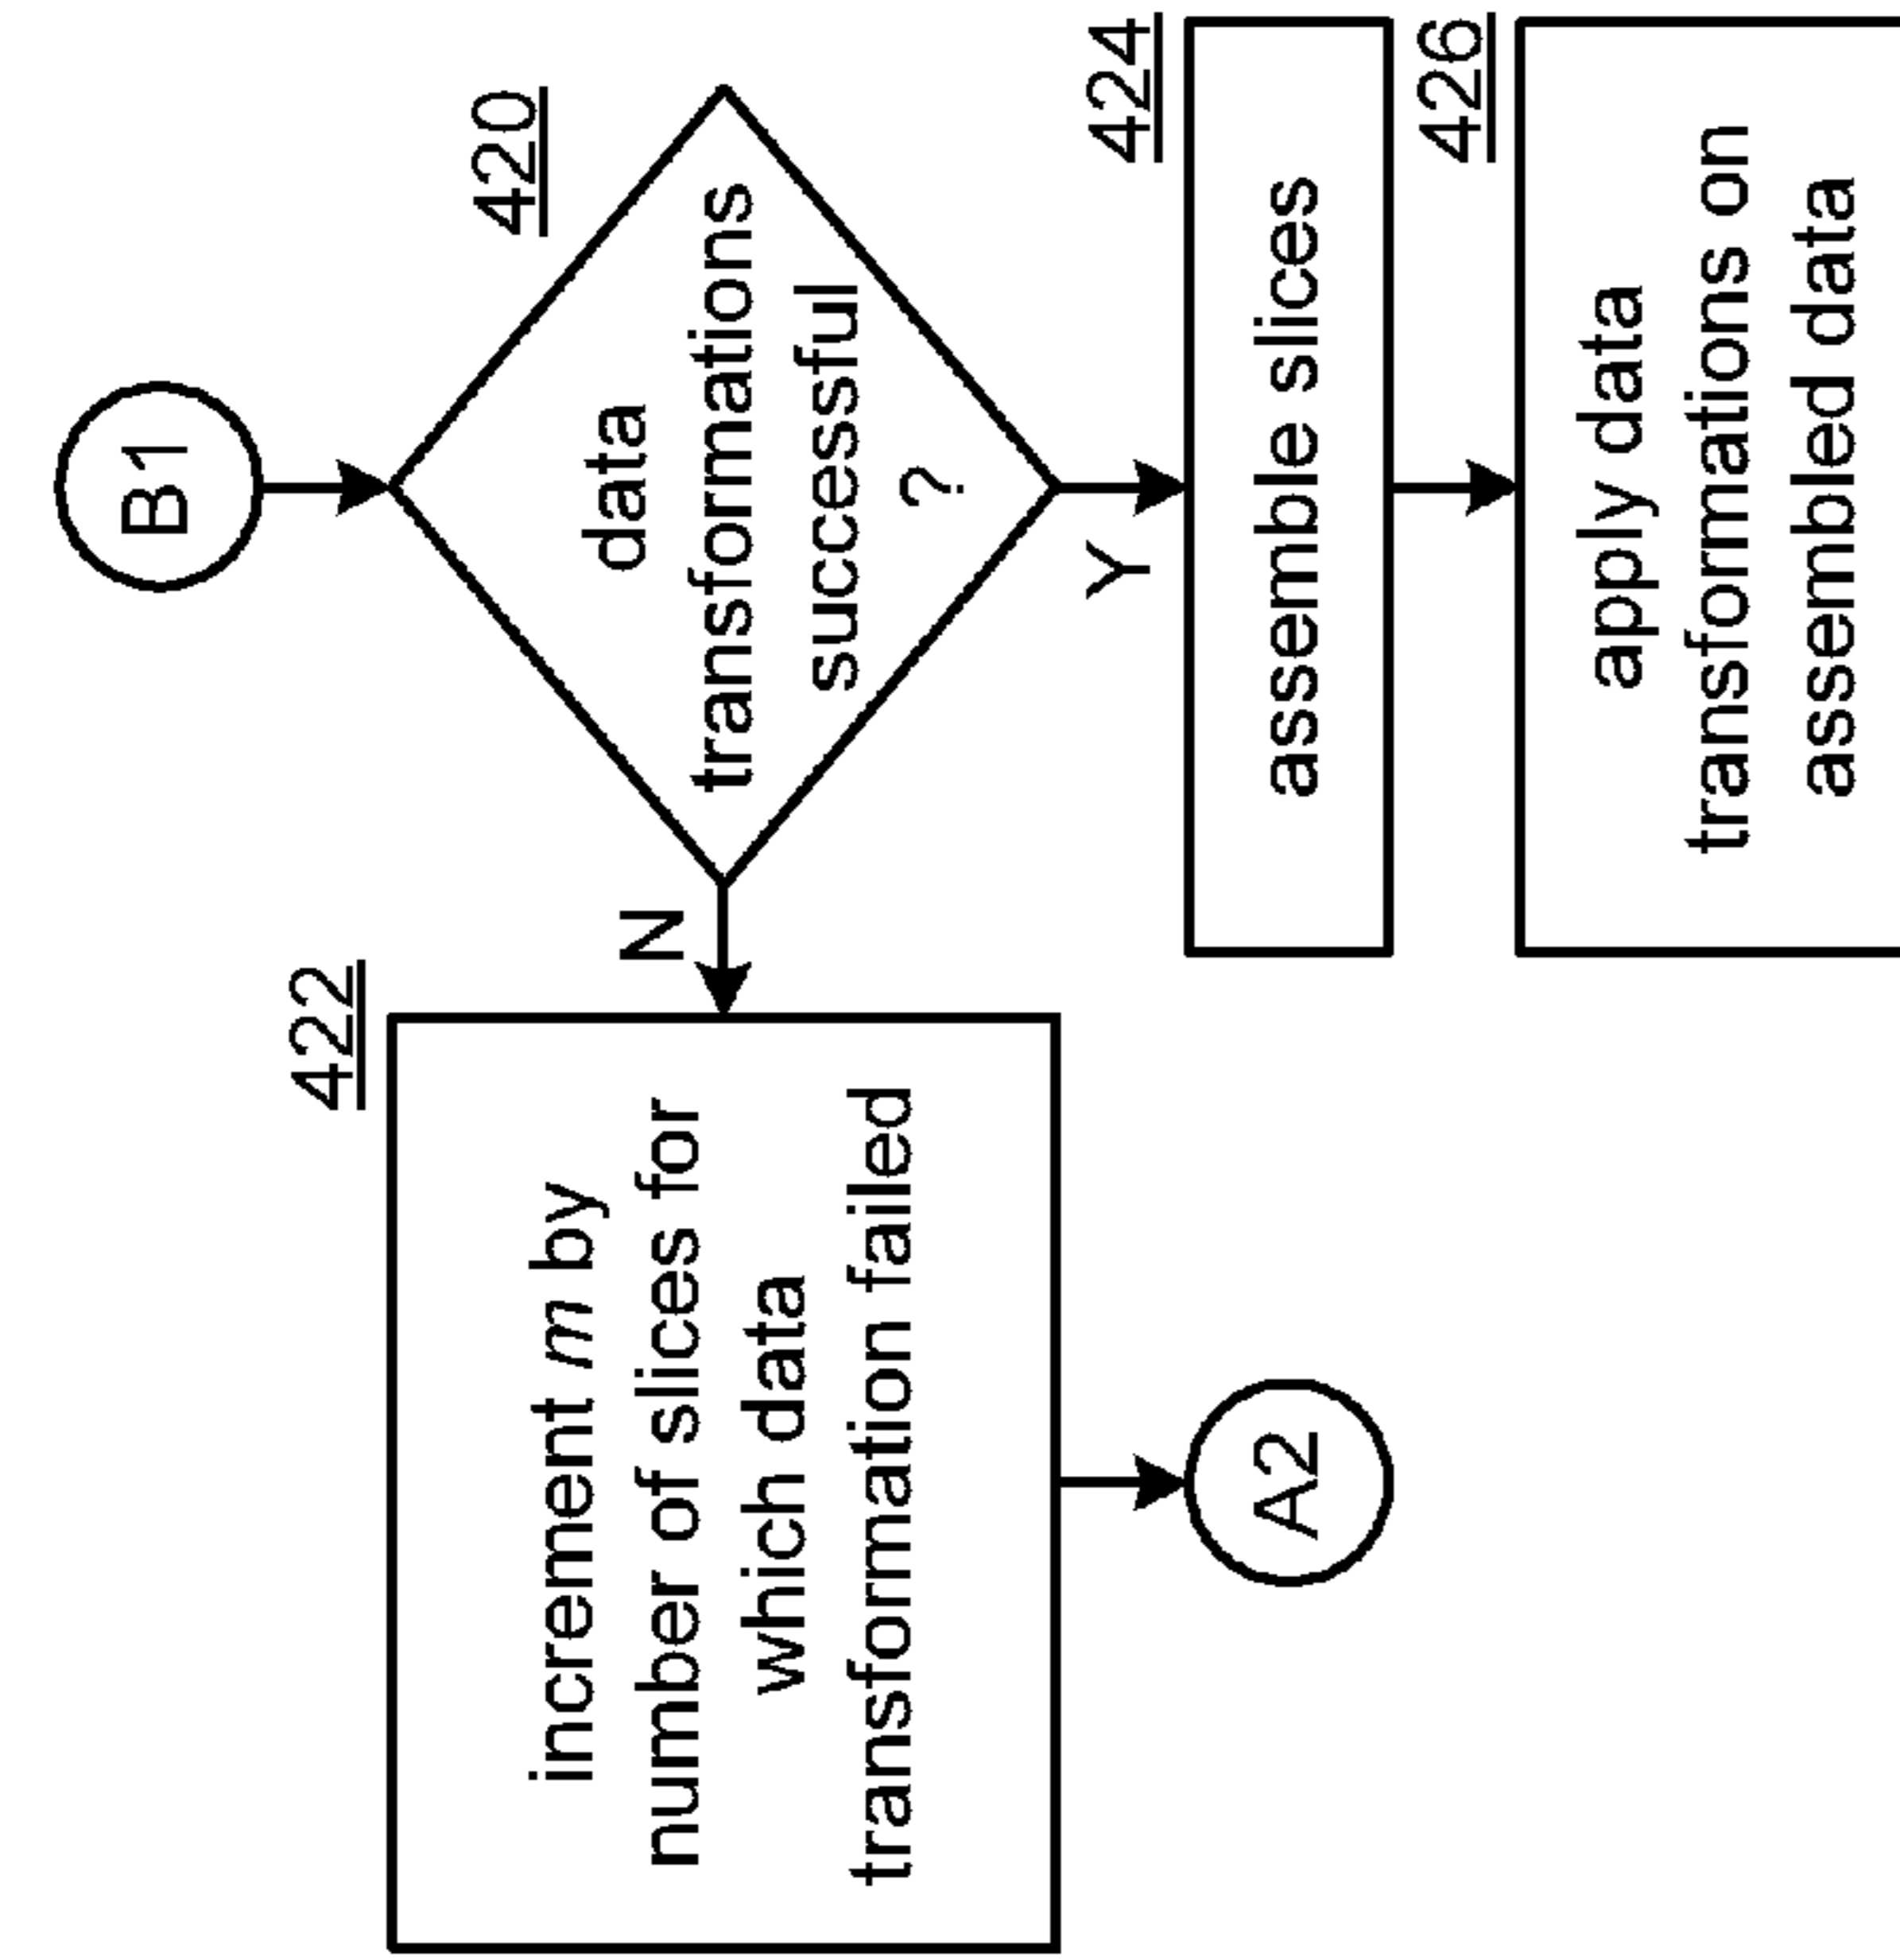 B1
420
data
transformations
successful
?
N
422
increment m by
number of slices for
which data
transformation failed
A2
Y
424
assemble slices
426
apply data
transformations on
assembled data